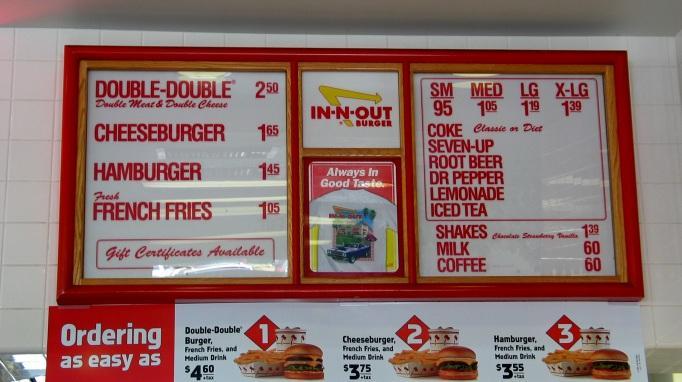 DOUBLE-DOUBLE® 2 50
Double Meat & Double Cheese
CHEESEBURGER 1 65
HAMBURGER 1 45
Fresh
FRENCH FRIES 1 05
Gift Certificates Available
IN-N-OUT
BURGER
Always In
Good Taste.
IN-N-OUT
SM MED LG X-LG
95 1 05 1 19 1 39
COKE Classic or Diet
SEVEN-UP
ROOT BEER
DR PEPPER
LEMONADE
ICED TEA
SHAKES Chocolate Strawberry Vanilla 1 39
MILK 60
COFFEE 60
Ordering
as easy as
Double-Double®
Burger,
French Fries, and
Medium Drink
$4 60
+tax
1
Cheeseburger,
French Fries, and
Medium Drink
$3 75
+tax
2
Hamburger,
French Fries, and
Medium Drink
$3 55
+tax
3